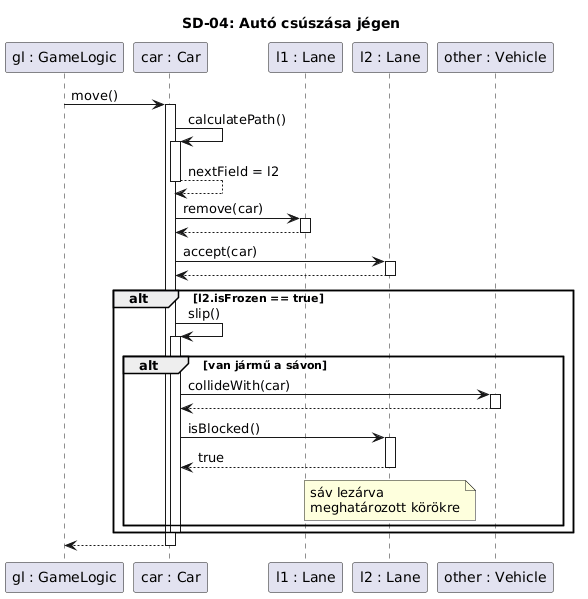 SD-04: Autó csúszása jégen
gl : GameLogic
car : Car
l1 : Lane
l2 : Lane
other : Vehicle
move()
calculatePath()
nextField = l2
remove(car)
accept(car)
alt
[l2.isFrozen == true]
slip()
alt
[van jármű a sávon]
collideWith(car)
isBlocked()
true
sáv lezárva
meghatározott körökre
gl : GameLogic
car : Car
l1 : Lane
l2 : Lane
other : Vehicle